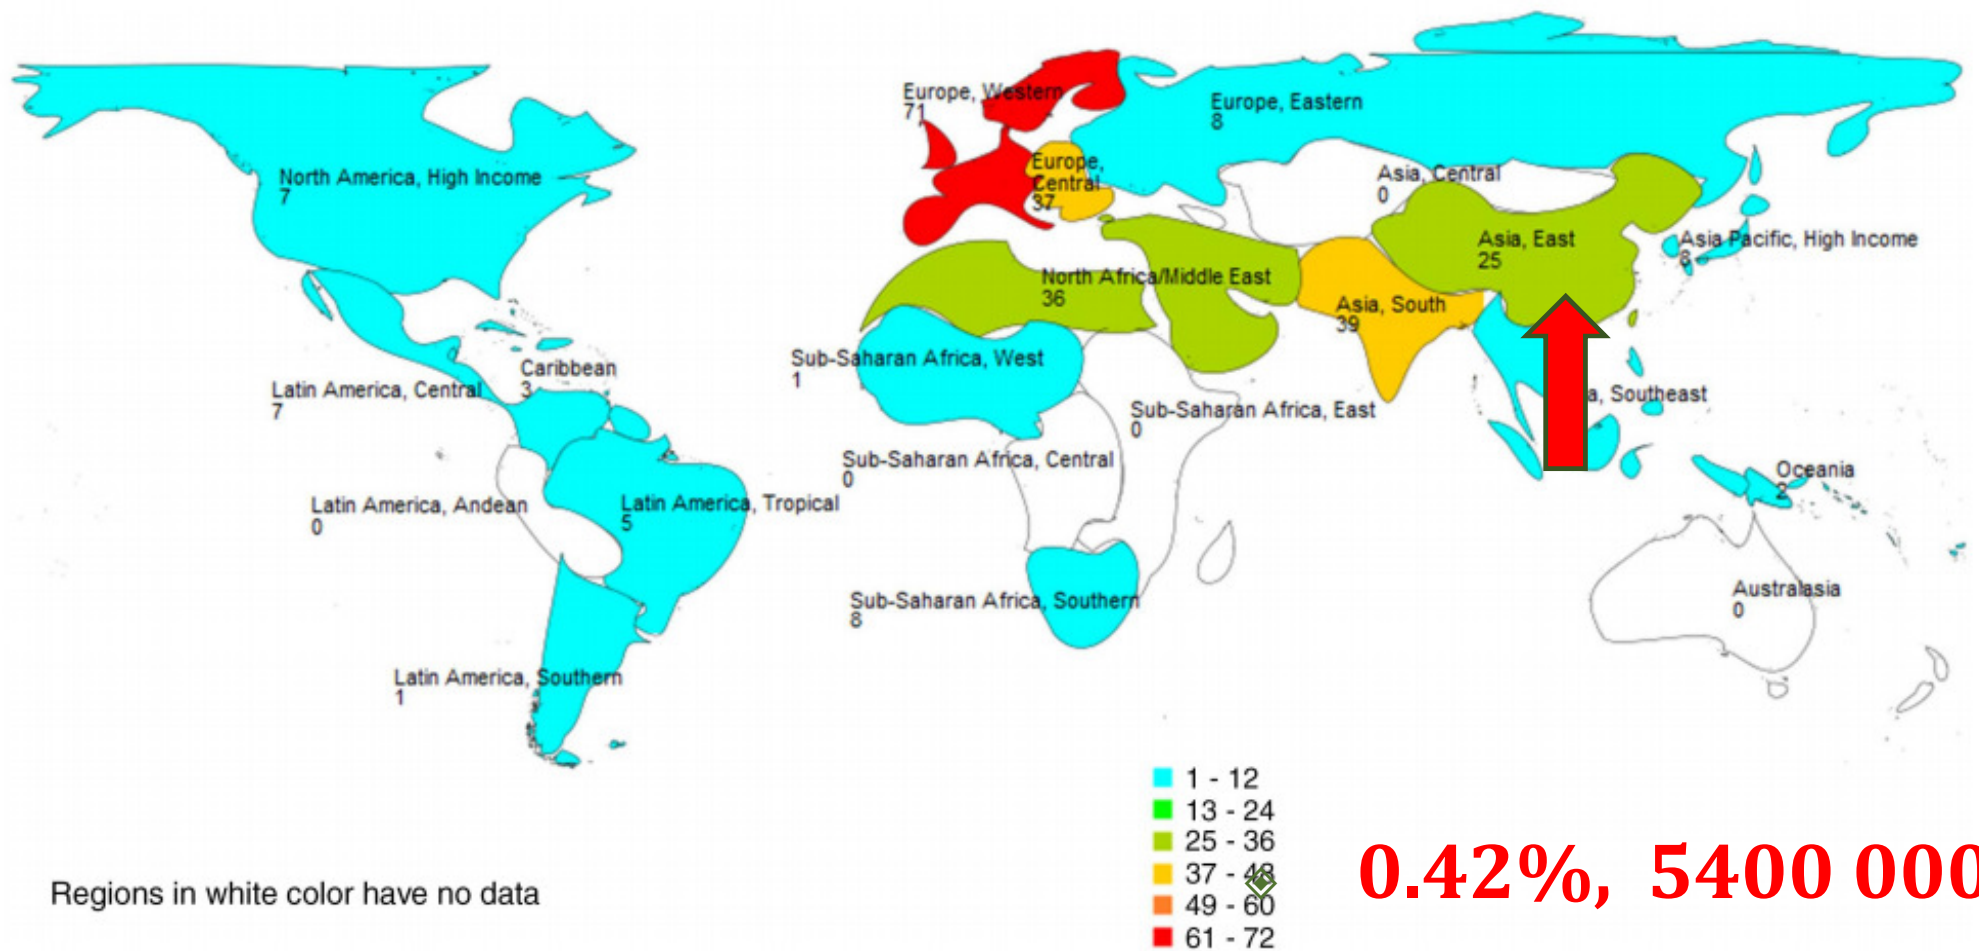 Europe, Western
71
Europe, Eastern
8
North America, High Income
7
Europe,
Central
37
Asia, Central
0
Asia, East
25
Asia Pacific, High Income
8
North Africa/Middle East
36
Asia, South
39
Sub-Saharan Africa, West
1
Caribbean
3
Latin America, Central
7
Southeast
Sub-Saharan Africa, East
0
Sub-Saharan Africa, Central
0
Oceania
2
Latin America, Andean
0
Latin America, Tropical
5
Australasia
0
Sub-Saharan Africa, Southern
8
Latin America, Southern
1
1 - 12
13 - 24
25 - 36
37 - 48
49 - 60
61 - 72
0.42%, 5400 000
Regions in white color have no data